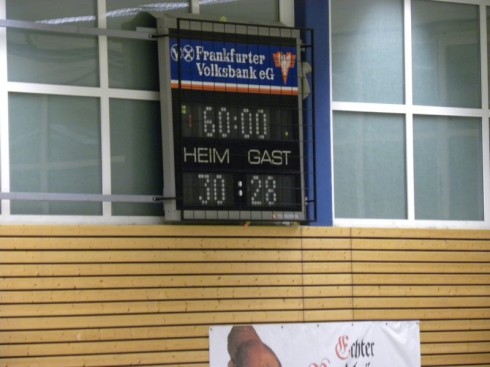 Frankfurter
Volksbank eG
60:00
HEIM GAST
30:28
Echter